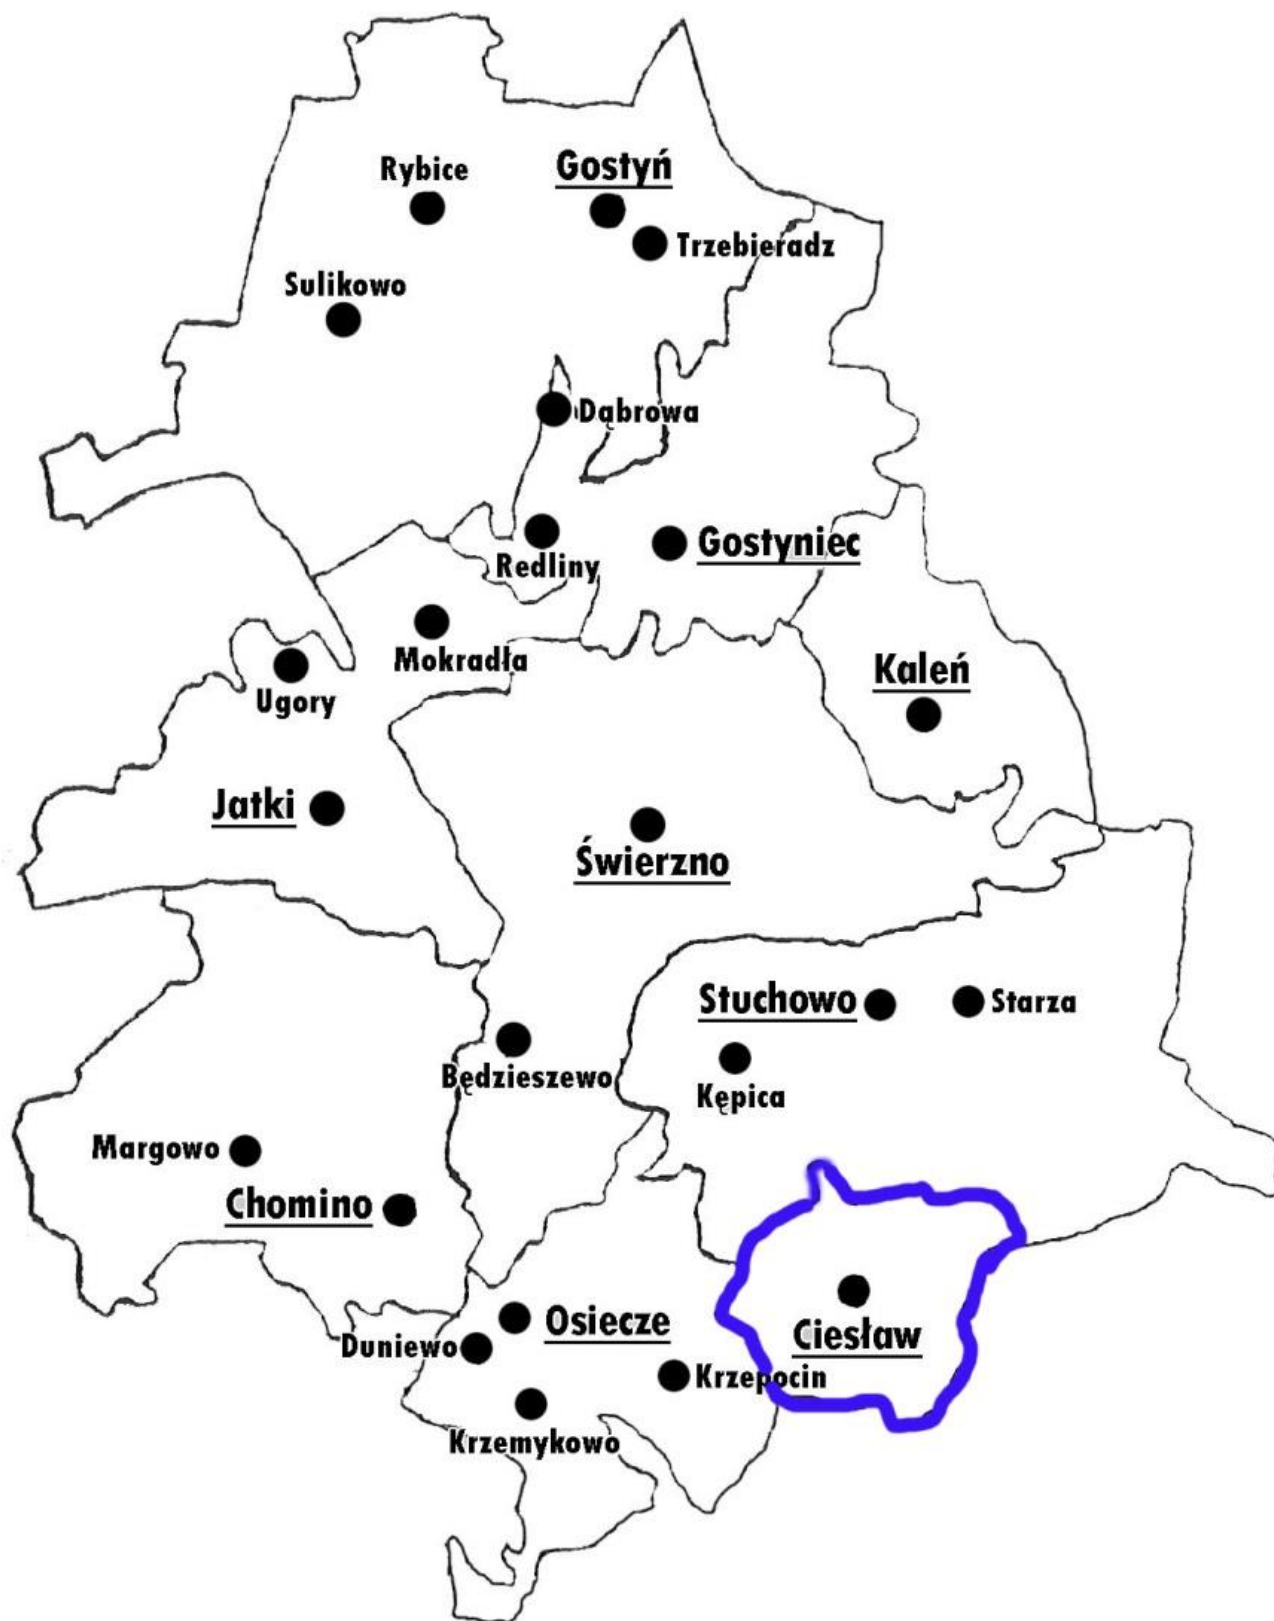 Rybice
Gostyń
Trzebieradz
Sulikowo
Dąbrowa
Redliny
Gostyniec
Mokradła
Ugory
Kaleń
Jatki
Świerzno
Stuchowo
Starza
Będzieszewo
Kępica
Margowo
Chomino
Osiecze
Duniewo
Ciesław
Krzepocin
Krzemykowo